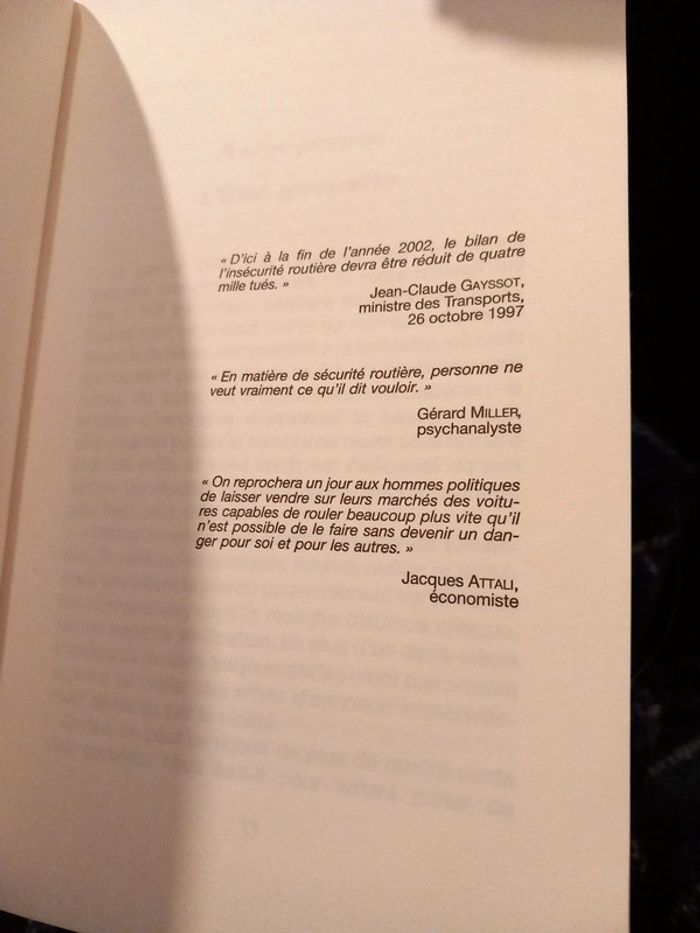 « D'ici à la fin de l'année 2002, le bilan de
l'insécurité routière devra être réduit de quatre
mille tués. »
Jean-Claude GAYSSOT,
ministre des Transports,
26 octobre 1997
« En matière de sécurité routière, personne ne
veut vraiment ce qu'il dit vouloir. »
Gérard MILLER,
psychanalyste
« On reprochera un jour aux hommes politiques
de laisser vendre sur leurs marchés des voitu-
res capables de rouler beaucoup plus vite qu'il
n'est possible de le faire sans devenir un dan-
ger pour soi et pour les autres. »
Jacques ATTALI,
économiste